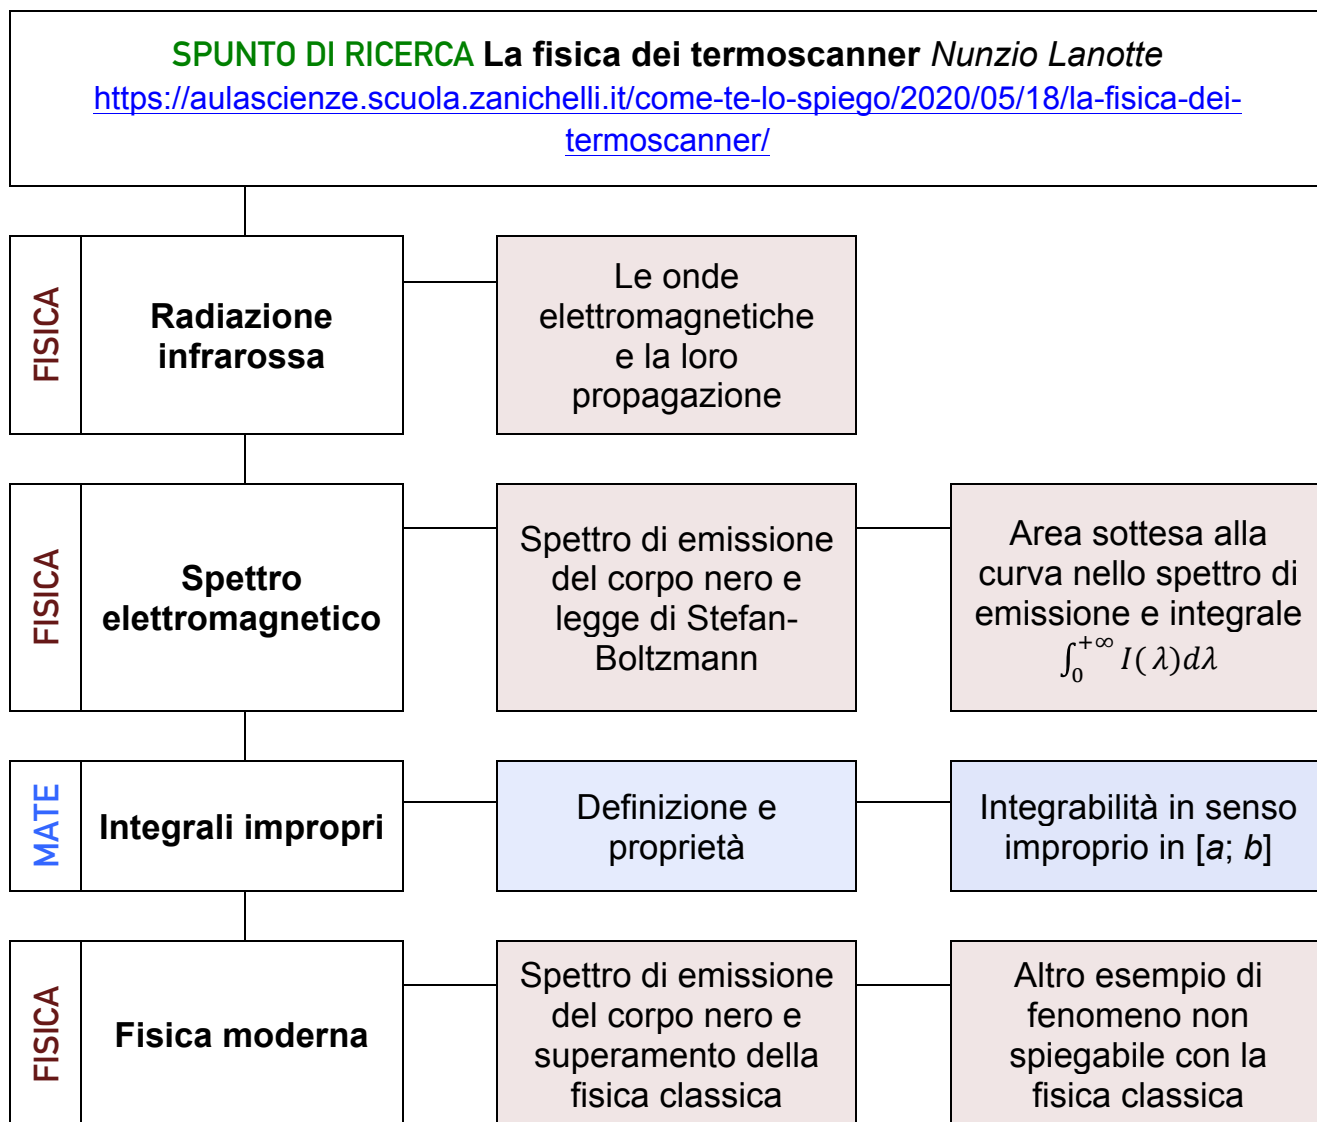 SPUNTO DI RICERCA La fisica dei termoscanner Nunzio Lanotte
https://aulascienze.scuola.zanichelli.it/come-te-lo-spiego/2020/05/18/la-fisica-dei-
termoscanner/
FISICA
Radiazione
infrarossa
Le onde
elettromagnetiche
e la loro
propagazione
FISICA
Spettro
elettromagnetico
Spettro di emissione
del corpo nero e
legge di Stefan-
Boltzmann
Area sottesa alla
curva nello spettro di
emissione e integrale
∫₀⁺∞ I(λ)dλ
MATE
Integrali impropri
Definizione e
proprietà
Integrabilità in senso
improprio in [a; b]
FISICA
Fisica moderna
Spettro di emissione
del corpo nero e
superamento della
fisica classica
Altro esempio di
fenomeno non
spiegabile con la
fisica classica